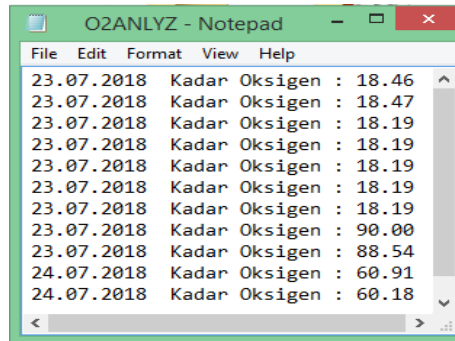 O2ANLYZ - Notepad
File Edit Format View Help
23.07.2018 Kadar Oksigen : 18.46
23.07.2018 Kadar Oksigen : 18.47
23.07.2018 Kadar Oksigen : 18.19
23.07.2018 Kadar Oksigen : 18.19
23.07.2018 Kadar Oksigen : 18.19
23.07.2018 Kadar Oksigen : 18.19
23.07.2018 Kadar Oksigen : 18.19
23.07.2018 Kadar Oksigen : 90.00
23.07.2018 Kadar Oksigen : 88.54
24.07.2018 Kadar Oksigen : 60.91
24.07.2018 Kadar Oksigen : 60.18